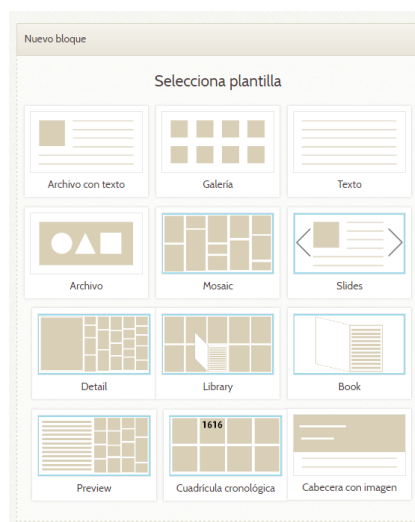 Nuevo bloque
Selecciona plantilla
Archivo con texto
Galería
Texto
Archivo
Mosaic
Slides
Detail
Library
Book
1616
Preview
Cuadrícula cronológica
Cabecera con imagen